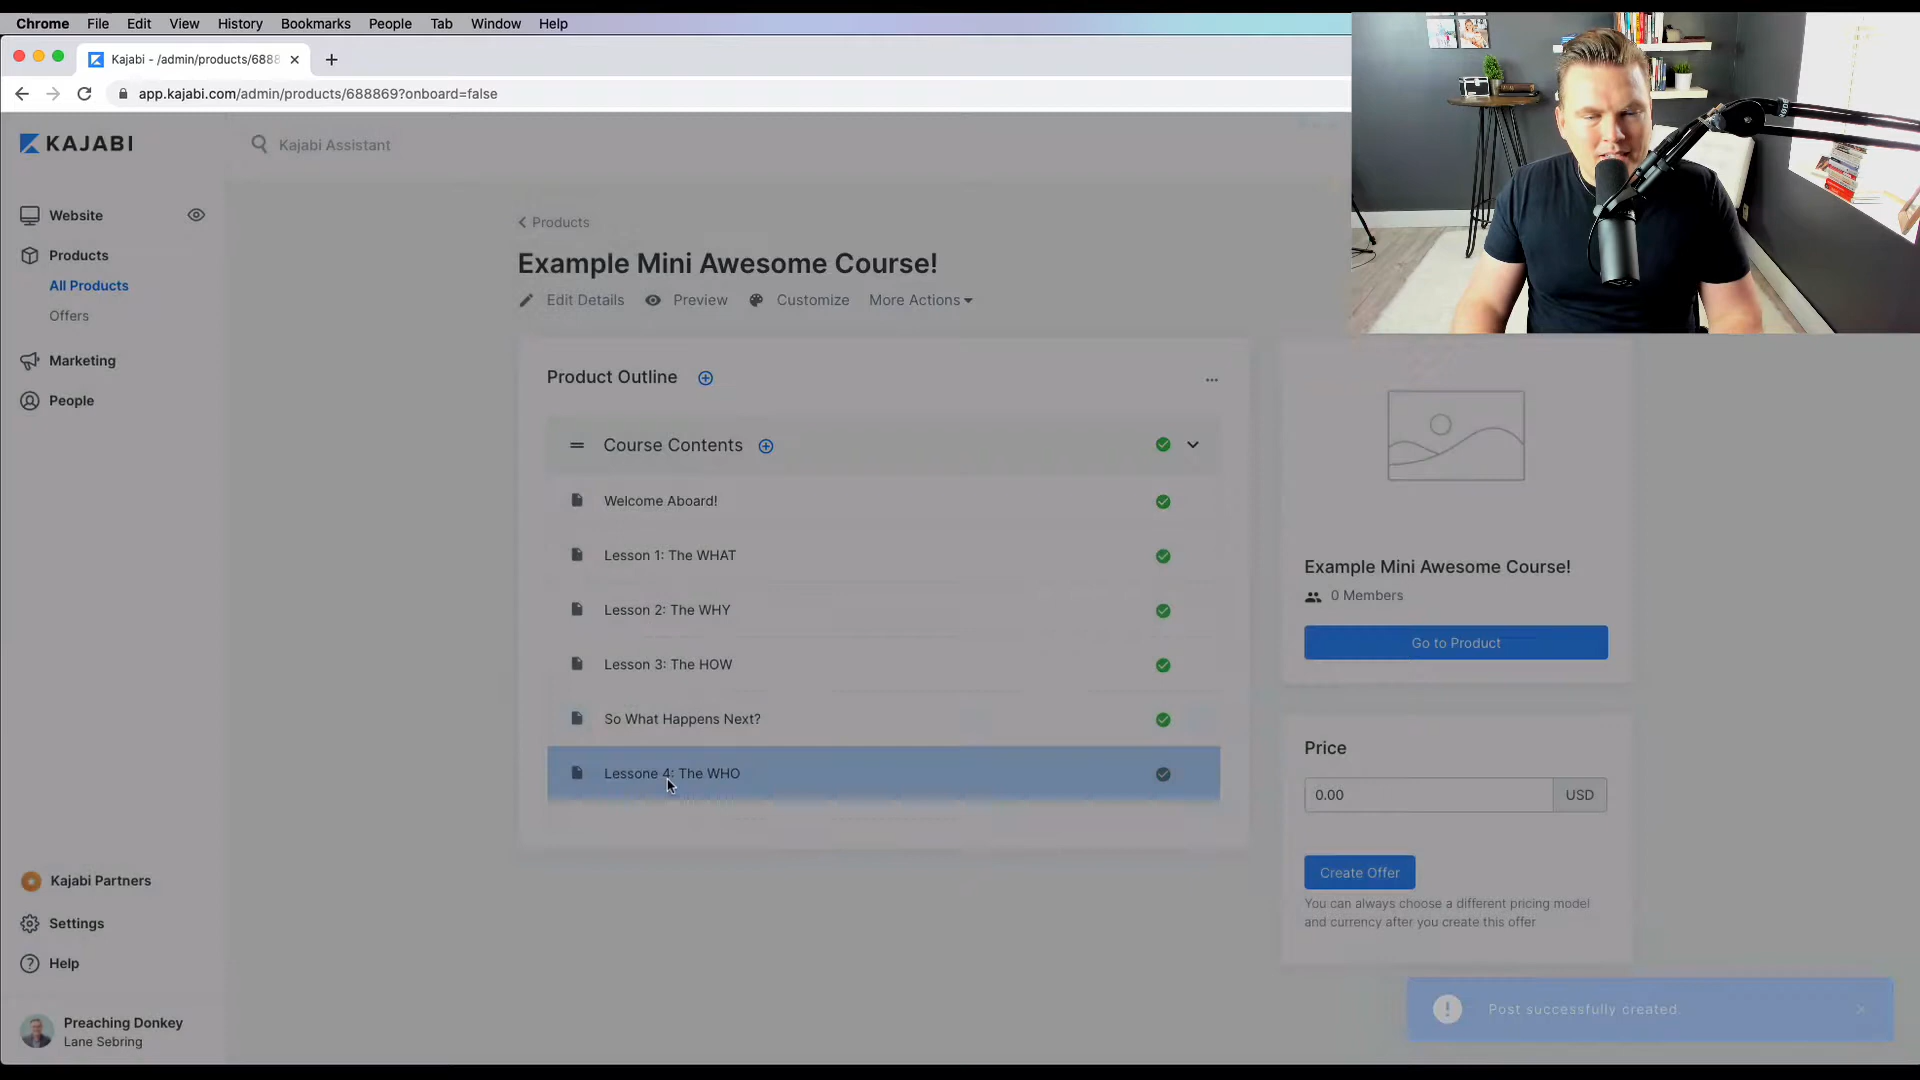 Chrome File Edit View History Bookmarks People Tab Window Help
Kajabi - /admin/products/6888
app.kajabi.com/admin/products/688869?onboard=false
KAJABI
Kajabi Assistant
Website
Products
All Products
Offers
Marketing
People
Kajabi Partners
Settings
Help
Preaching Donkey
Lane Sebring
Products
Example Mini Awesome Course!
Edit Details Preview Customize More Actions
Product Outline
Course Contents
Welcome Aboard!
Lesson 1: The WHAT
Lesson 2: The WHY
Lesson 3: The HOW
So What Happens Next?
Lessone 4: The WHO
Example Mini Awesome Course!
0 Members
Go to Product
Price
0.00 USD
Create Offer
You can always choose a different pricing model
and currency after you create this offer
Post successfully created